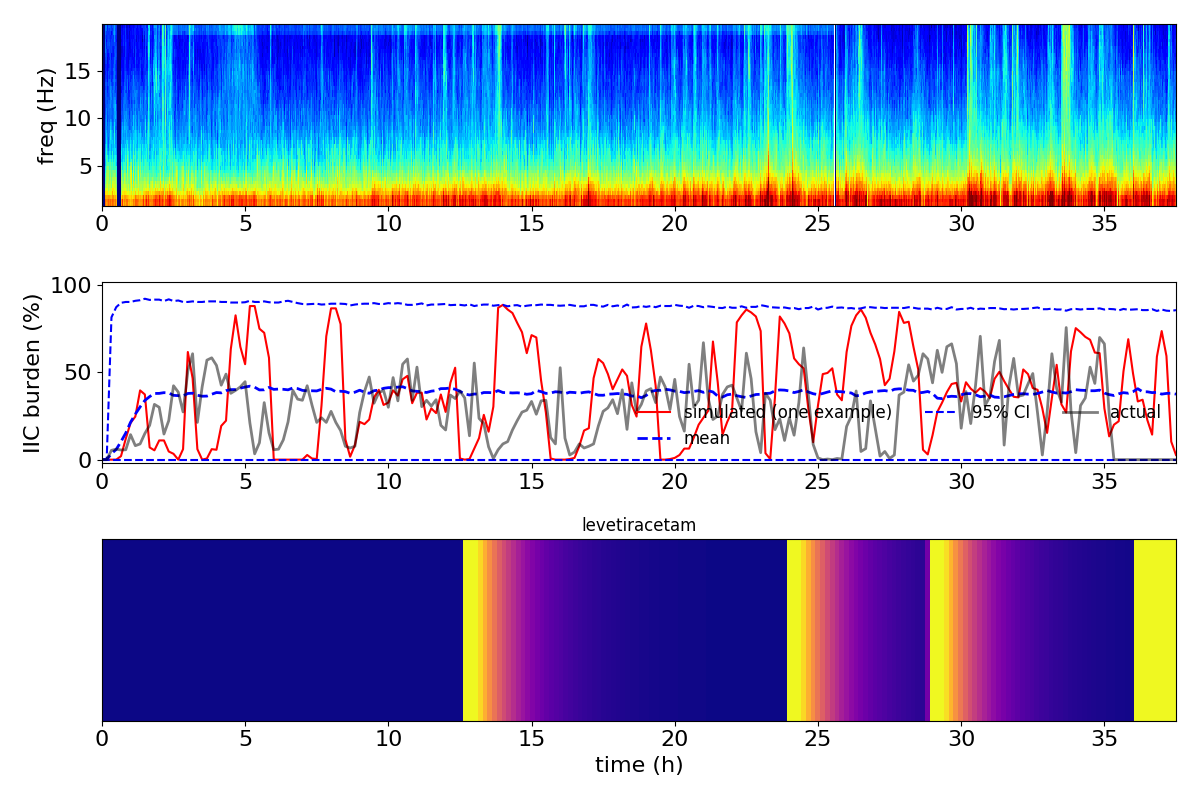 freq (Hz)
15
10
5
0 5 10 15 20 25 30 35
IIC burden (%)
100
50
0
simulated (one example) 95% CI actual
mean
0 5 10 15 20 25 30 35
levetiracetam
0 5 10 15 20 25 30 35
time (h)